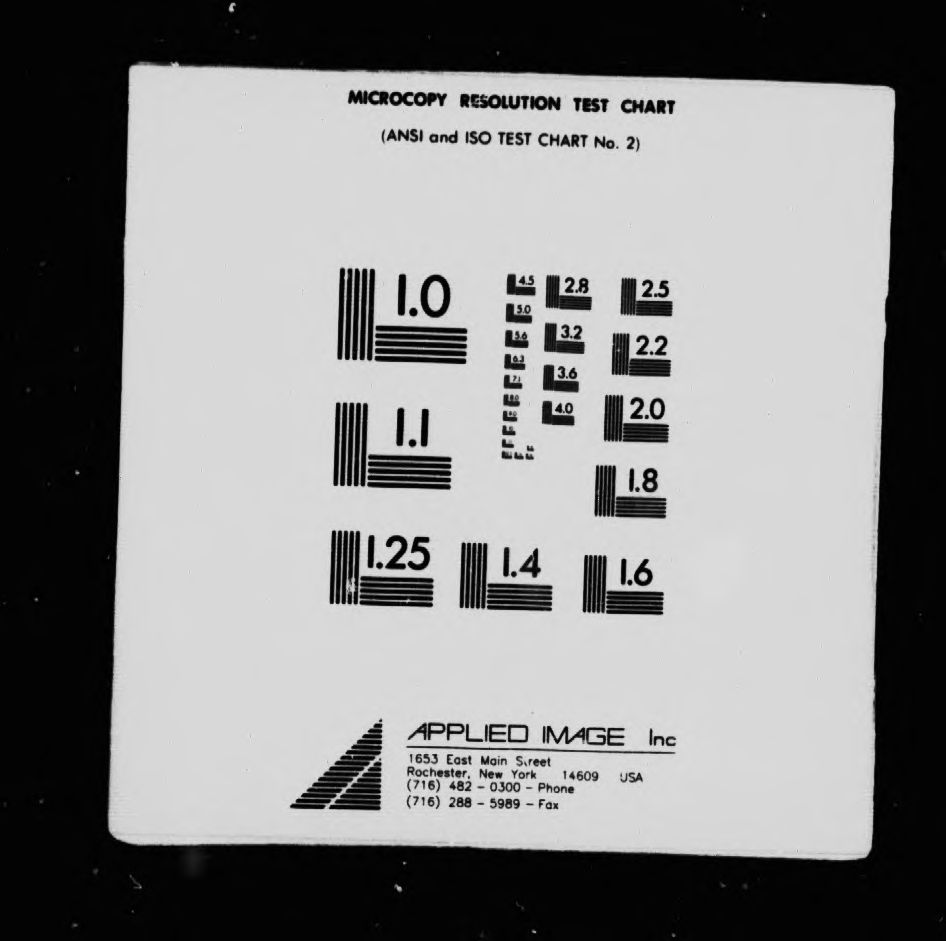 MICROCOPY RESOLUTION TEST CHART
(ANSI and ISO TEST CHART No. 2)
1.0
1.1
1.25
1.4
1.6
1.8
2.0
2.2
2.5
2.8
3.2
3.6
4.0
4.5
5.0
5.6
6.3
7.1
8.0
APPLIED IMAGE Inc
1653 East Main Street
Rochester, New York 14609 USA
(716) 482 - 0300 - Phone
(716) 288 - 5989 - Fax